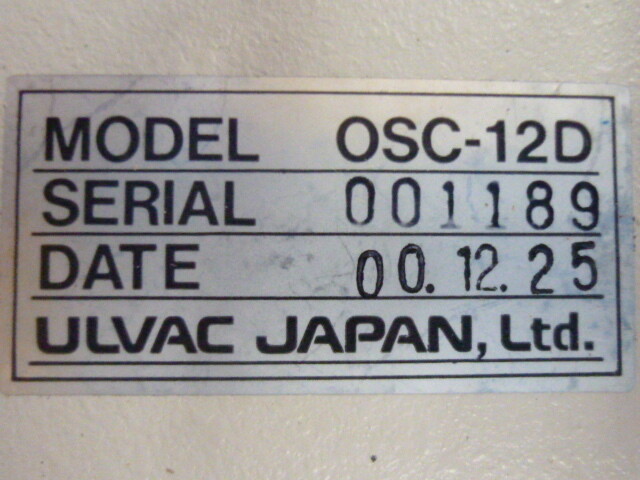 MODEL OSC-12D
SERIAL 001189
DATE 00.12.25
ULVAC JAPAN, Ltd.